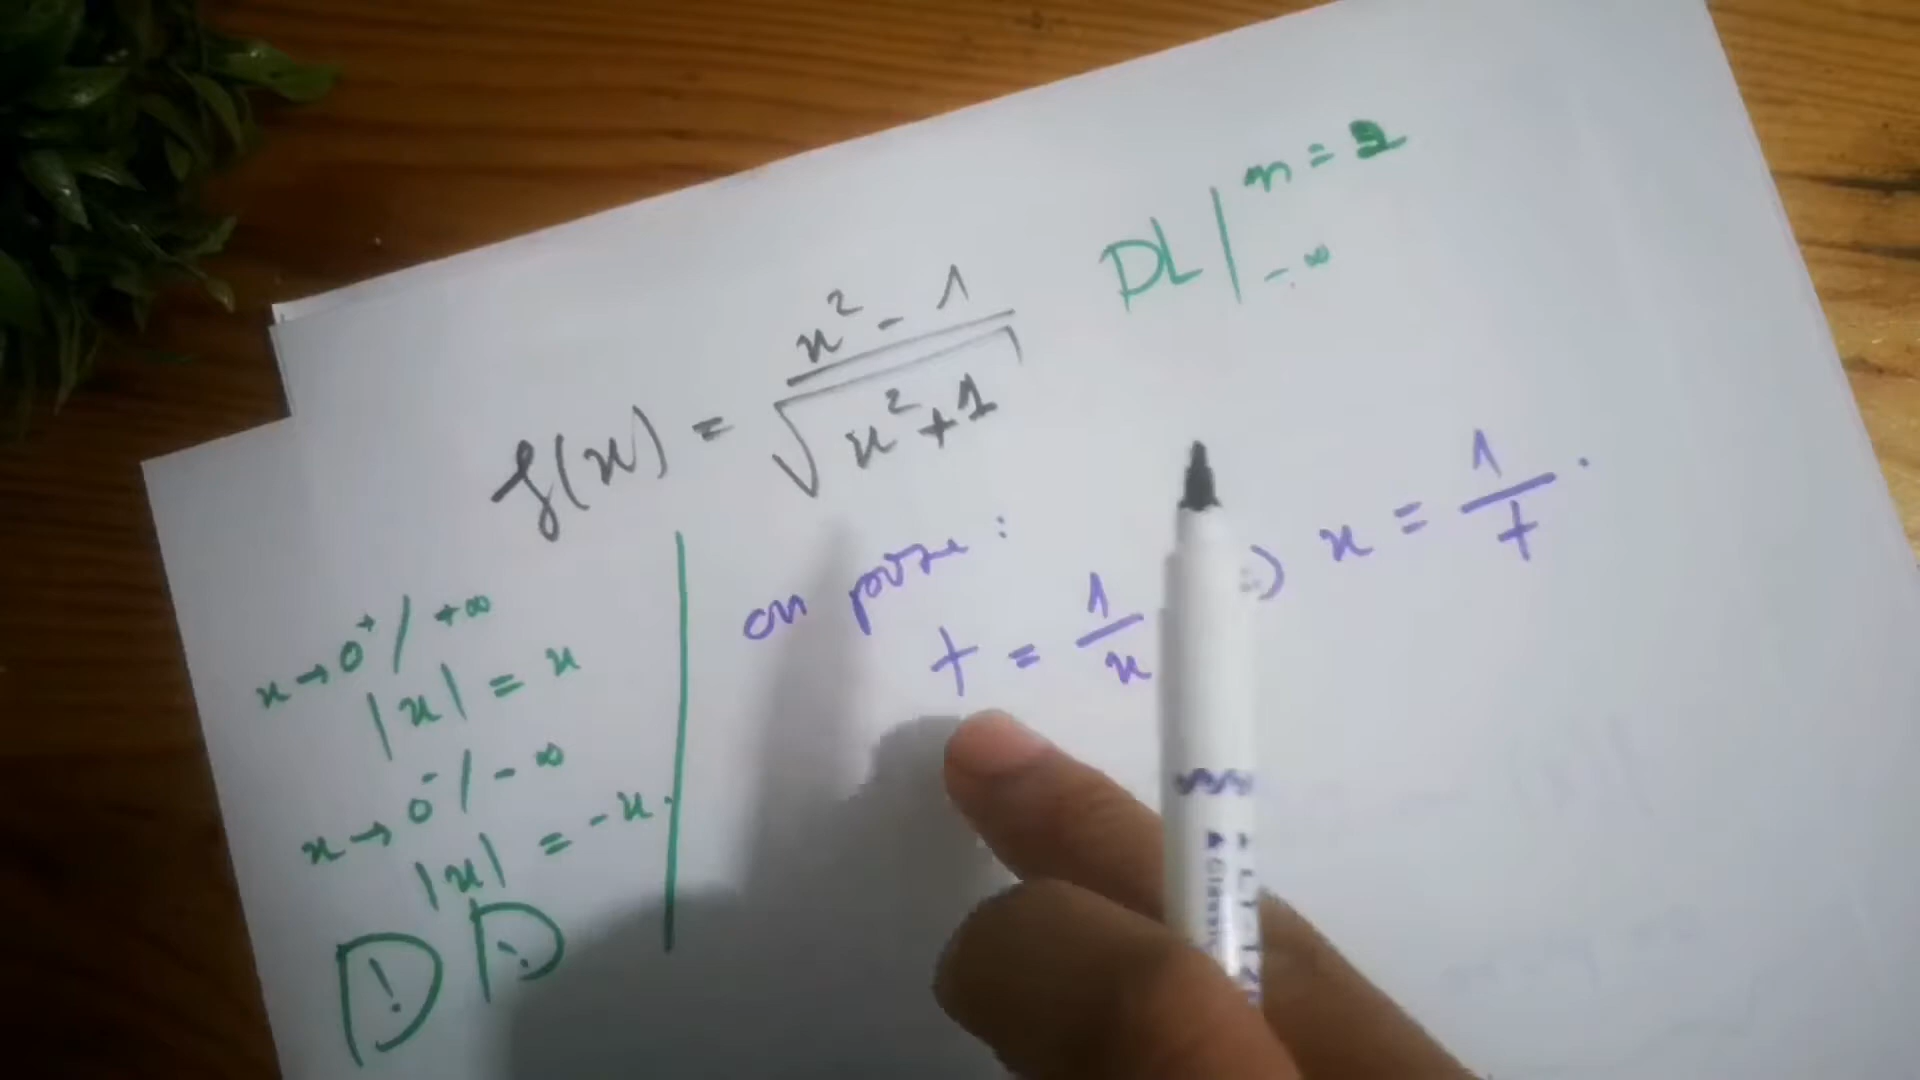 DL | n = 2
- ∞
f(x) = x² - 1 / √x² + 1
on pose :
t = 1/x ) x = 1/t .
x → 0⁺ / +∞
|x| = x
x → 0⁻ / - ∞
|x| = - x.